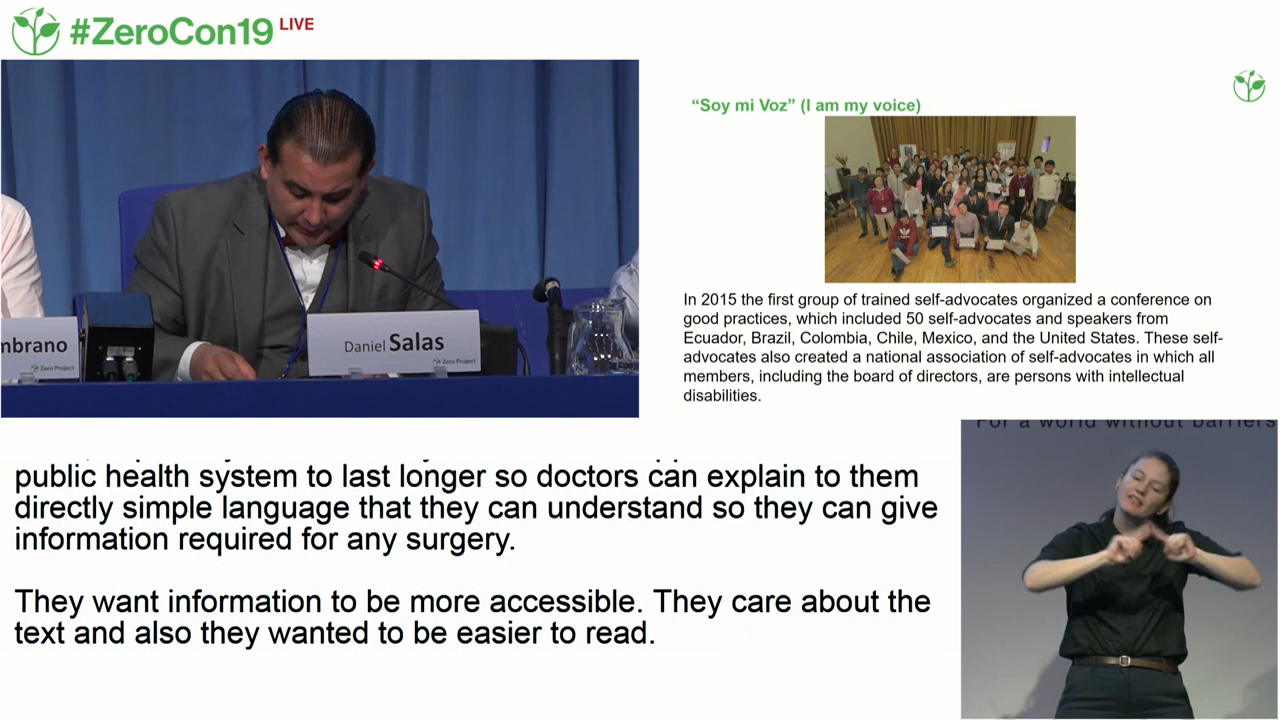 #ZeroCon19 LIVE
“Soy mi Voz” (I am my voice)
In 2015 the first group of trained self-advocates organized a conference on
good practices, which included 50 self-advocates and speakers from
Ecuador, Brazil, Colombia, Chile, Mexico, and the United States. These self-
advocates also created a national association of self-advocates in which all
members, including the board of directors, are persons with intellectual
disabilities.
mbrano
Zero Project
Daniel Salas
Zero Project
For a world without barriers
public health system to last longer so doctors can explain to them
directly simple language that they can understand so they can give
information required for any surgery.
They want information to be more accessible. They care about the
text and also they wanted to be easier to read.